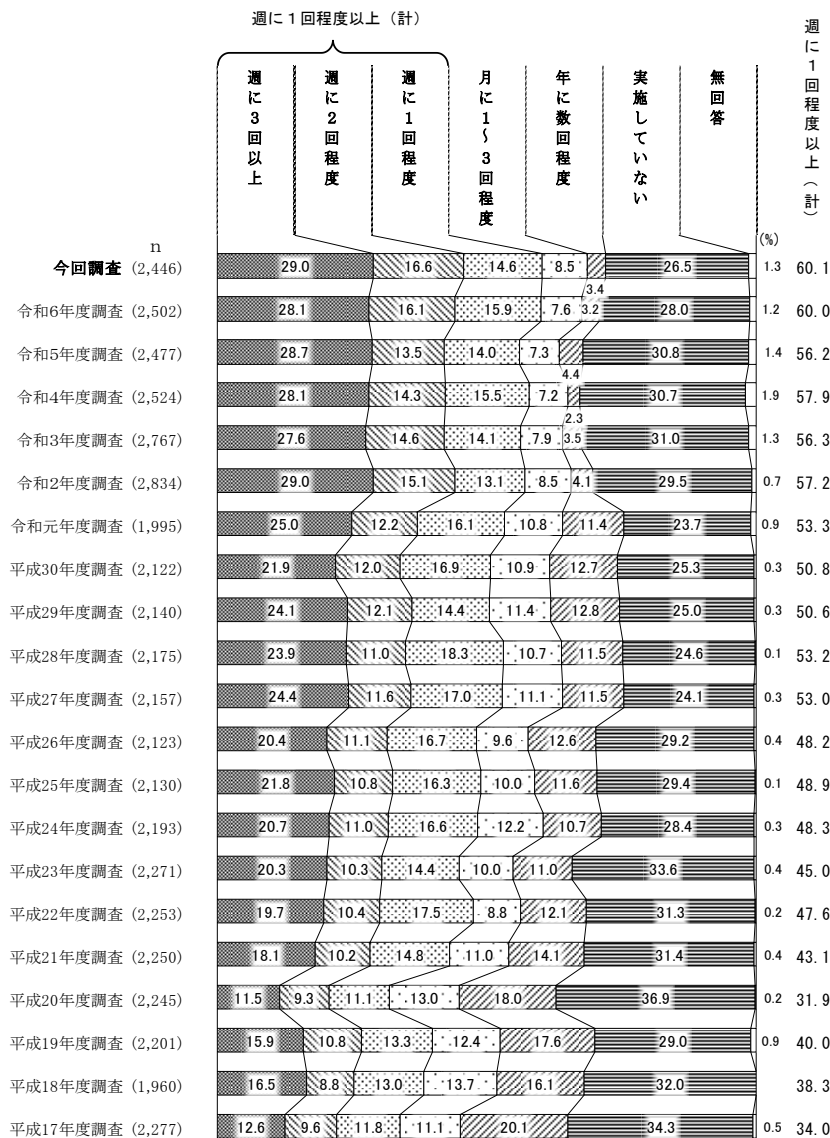 週に1回程度以上（計）
週に3回以上
週に2回程度
週に1回程度
月に1～3回程度
年に数回程度
実施していない
無回答
週に1回程度以上（計）
n
(%)
今回調査 (2,446) 29.0 16.6 14.6 8.5 3.4 26.5 1.3 60.1
令和6年度調査 (2,502) 28.1 16.1 15.9 7.6 3.2 28.0 1.2 60.0
令和5年度調査 (2,477) 28.7 13.5 14.0 7.3 4.4 30.8 1.4 56.2
令和4年度調査 (2,524) 28.1 14.3 15.5 7.2 2.3 30.7 1.9 57.9
令和3年度調査 (2,767) 27.6 14.6 14.1 7.9 3.5 31.0 1.3 56.3
令和2年度調査 (2,834) 29.0 15.1 13.1 8.5 4.1 29.5 0.7 57.2
令和元年度調査 (1,995) 25.0 12.2 16.1 10.8 11.4 23.7 0.9 53.3
平成30年度調査 (2,122) 21.9 12.0 16.9 10.9 12.7 25.3 0.3 50.8
平成29年度調査 (2,140) 24.1 12.1 14.4 11.4 12.8 25.0 0.3 50.6
平成28年度調査 (2,175) 23.9 11.0 18.3 10.7 11.5 24.6 0.1 53.2
平成27年度調査 (2,157) 24.4 11.6 17.0 11.1 11.5 24.1 0.3 53.0
平成26年度調査 (2,123) 20.4 11.1 16.7 9.6 12.6 29.2 0.4 48.2
平成25年度調査 (2,130) 21.8 10.8 16.3 10.0 11.6 29.4 0.1 48.9
平成24年度調査 (2,193) 20.7 11.0 16.6 12.2 10.7 28.4 0.3 48.3
平成23年度調査 (2,271) 20.3 10.3 14.4 10.0 11.0 33.6 0.4 45.0
平成22年度調査 (2,253) 19.7 10.4 17.5 8.8 12.1 31.3 0.2 47.6
平成21年度調査 (2,250) 18.1 10.2 14.8 11.0 14.1 31.4 0.4 43.1
平成20年度調査 (2,245) 11.5 9.3 11.1 13.0 18.0 36.9 0.2 31.9
平成19年度調査 (2,201) 15.9 10.8 13.3 12.4 17.6 29.0 0.9 40.0
平成18年度調査 (1,960) 16.5 8.8 13.0 13.7 16.1 32.0 38.3
平成17年度調査 (2,277) 12.6 9.6 11.8 11.1 20.1 34.3 0.5 34.0